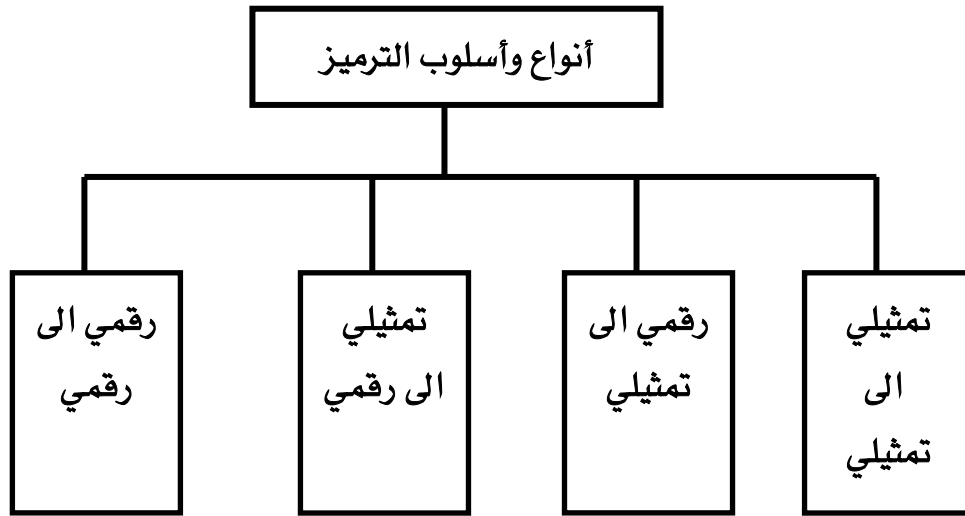 أنواع وأسلوب الترميز
تمثيلي
الى
تمثيلي
رقمي الى
تمثيلي
تمثيلي
الى رقمي
رقمي الى
رقمي